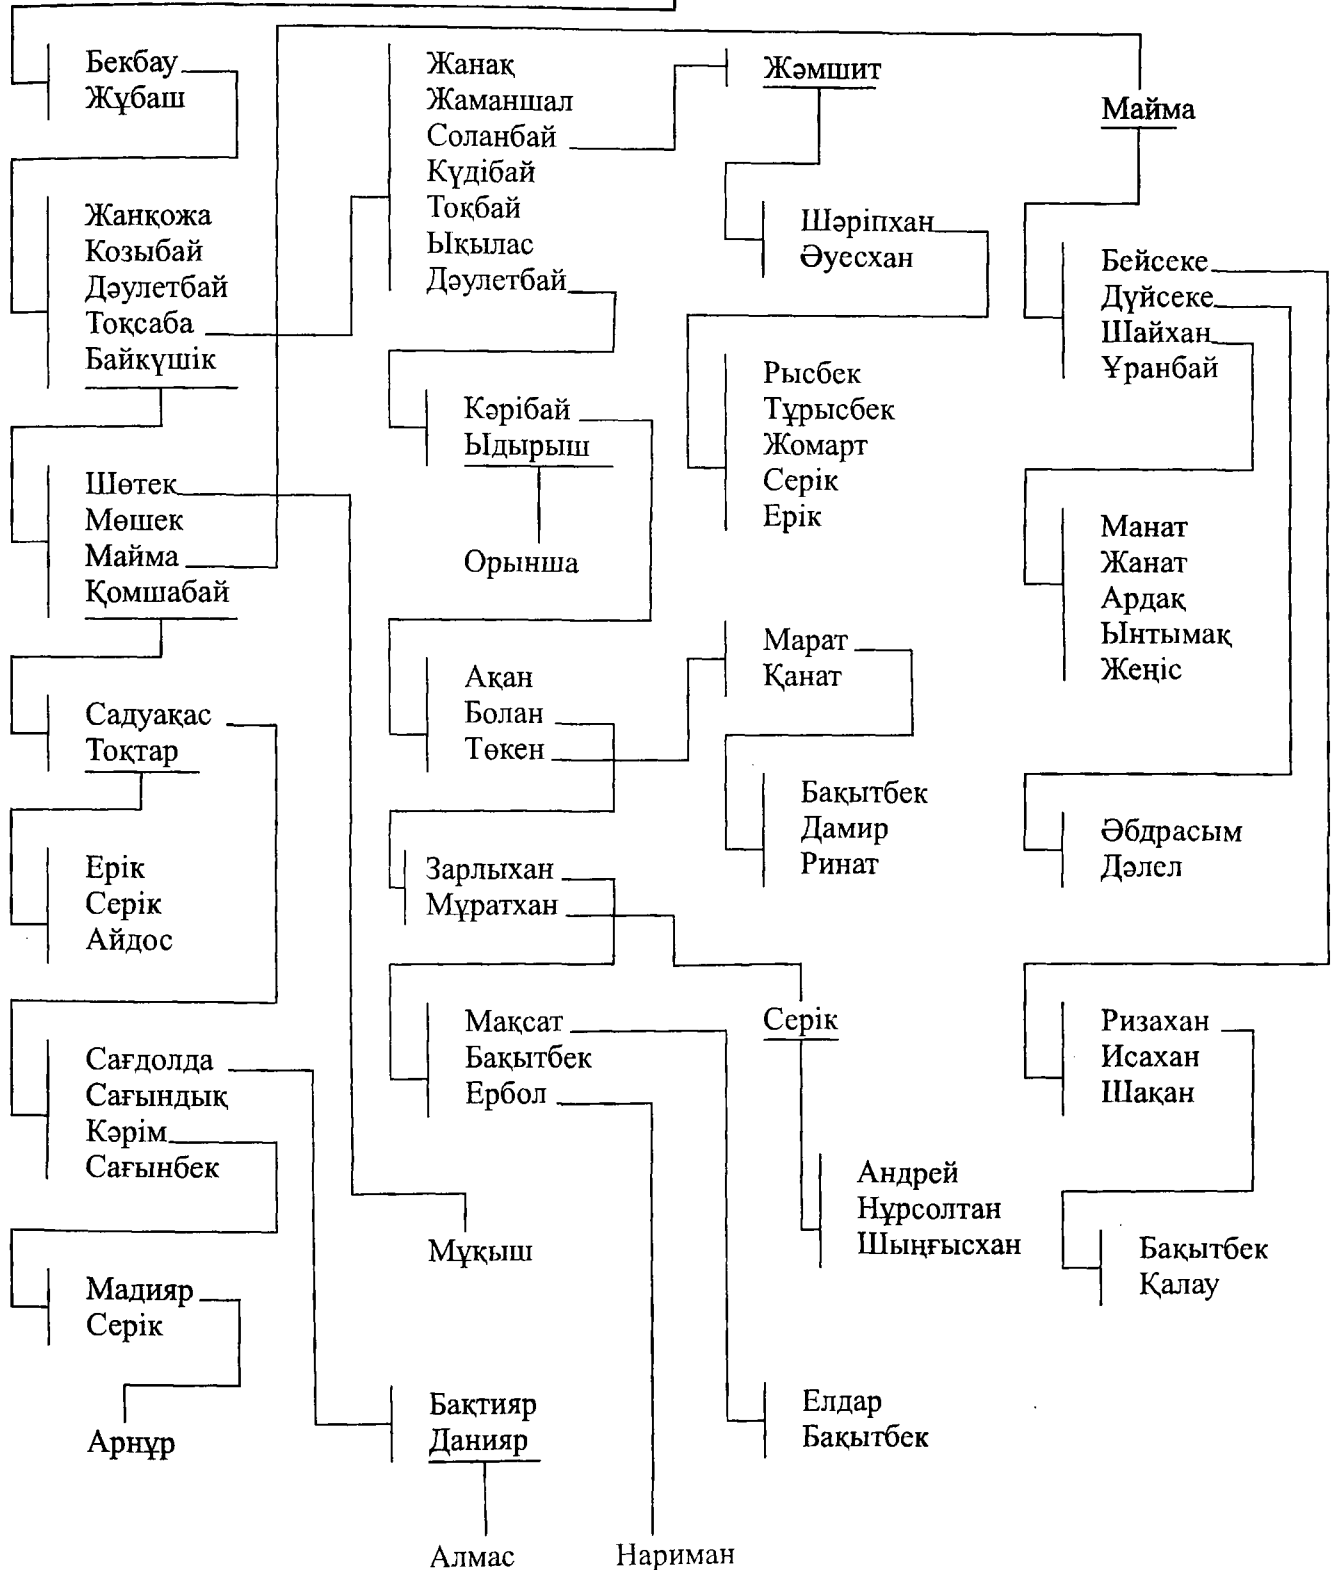 Бекбау
Жұбаш
Жанқожа
Козыбай
Дәулетбай
Тоқсаба
Байкүшік
Шөтек
Мөшек
Майма
Қомшабай
Садуақас
Тоқтар
Ерік
Серік
Айдос
Сағдолда
Сағындық
Кәрім
Сағынбек
Мадияр
Серік
Арнұр
Жанақ
Жаманшал
Соланбай
Күдібай
Тоқбай
Ықылас
Дәулетбай
Кәрібай
Ыдырыш
Орынша
Ақан
Болан
Төкен
Зарлыхан
Мұратхан
Мақсат
Бақытбек
Ербол
Мұқыш
Бақтияр
Данияр
Алмас
Нариман
Жәмшит
Шәріпхан
Әуесхан
Рысбек
Тұрысбек
Жомарт
Серік
Ерік
Марат
Қанат
Бақытбек
Дамир
Ринат
Серік
Андрей
Нұрсолтан
Шыңғысхан
Елдар
Бақытбек
Майма
Бейсеке
Дүйсеке
Шайхан
Ұранбай
Манат
Жанат
Ардақ
Ынтымақ
Жеңіс
Әбдрасым
Дәлел
Ризахан
Исахан
Шақан
Бақытбек
Қалау